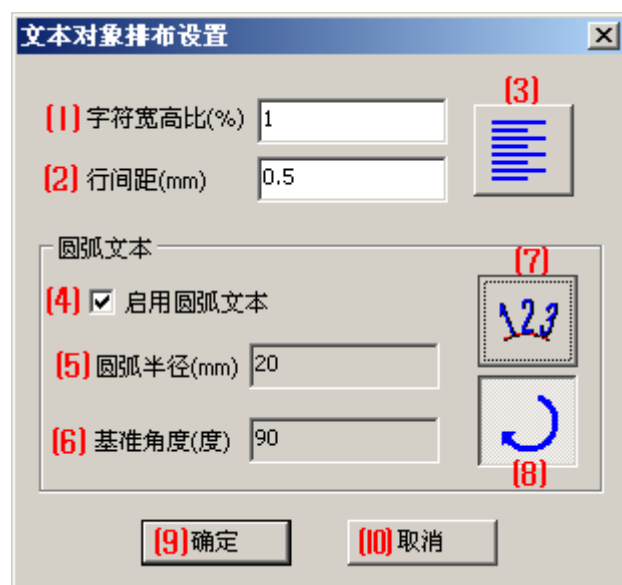 文本对象排布设置
(3)
(1) 字符宽高比(%) 1
(2) 行间距(mm) 0.5
圆弧文本
(7)
(4) 启用圆弧文本
123
(5) 圆弧半径(mm) 20
(6) 基准角度(度) 90
(8)
(9) 确定 (10) 取消